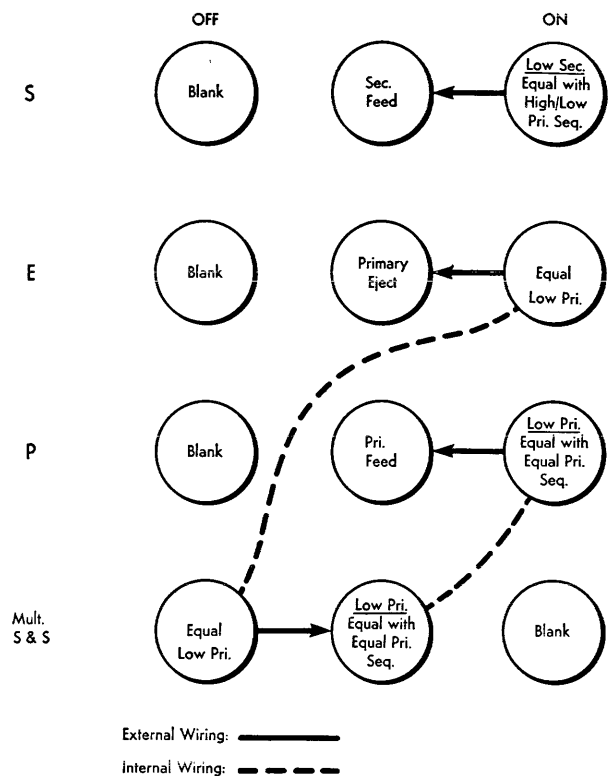 OFF
ON
S
Blank
Sec.
Feed
Low Sec.
Equal with
High/Low
Pri. Seq.
E
Blank
Primary
Eject
Equal
Low Pri.
P
Blank
Pri.
Feed
Low Pri.
Equal with
Equal Pri.
Seq.
Mult.
S & S
Equal
Low Pri.
Low Pri.
Equal with
Equal Pri.
Seq.
Blank
External Wiring:
Internal Wiring: